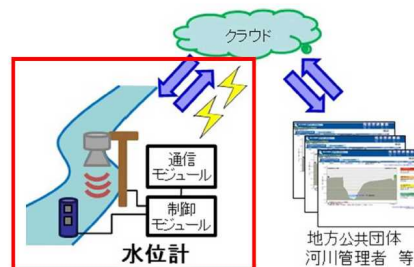 クラウド
通信
モジュール
制御
モジュール
水位計
地方公共団体
河川管理者 等